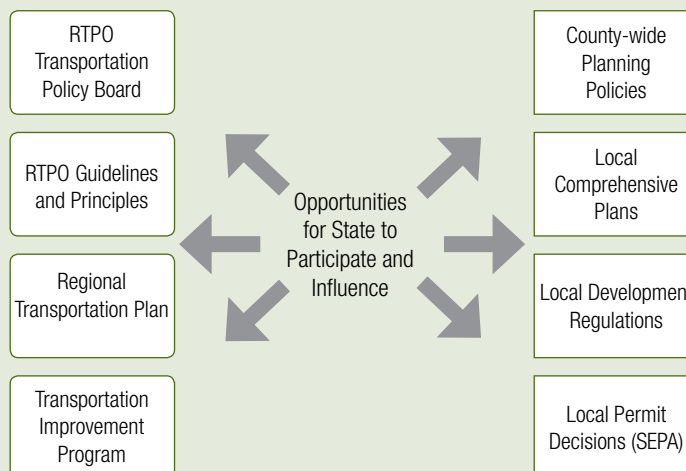 RTPO
Transportation
Policy Board
RTPO Guidelines
and Principles
Regional
Transportation Plan
Transportation
Improvement
Program
Opportunities
for State to
Participate and
Influence
County-wide
Planning
Policies
Local
Comprehensive
Plans
Local Developmen
Regulations
Local Permit
Decisions (SEPA)